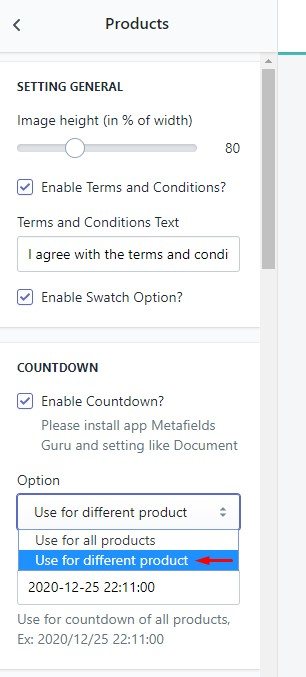 Products
SETTING GENERAL
Image height (in % of width)
80
Enable Terms and Conditions?
Terms and Conditions Text
I agree with the terms and condi
Enable Swatch Option?
COUNTDOWN
Enable Countdown?
Please install app Metafields
Guru and setting like Document
Option
Use for different product
Use for all products
Use for different product
2020-12-25 22:11:00
Use for countdown of all products,
Ex: 2020/12/25 22:11:00